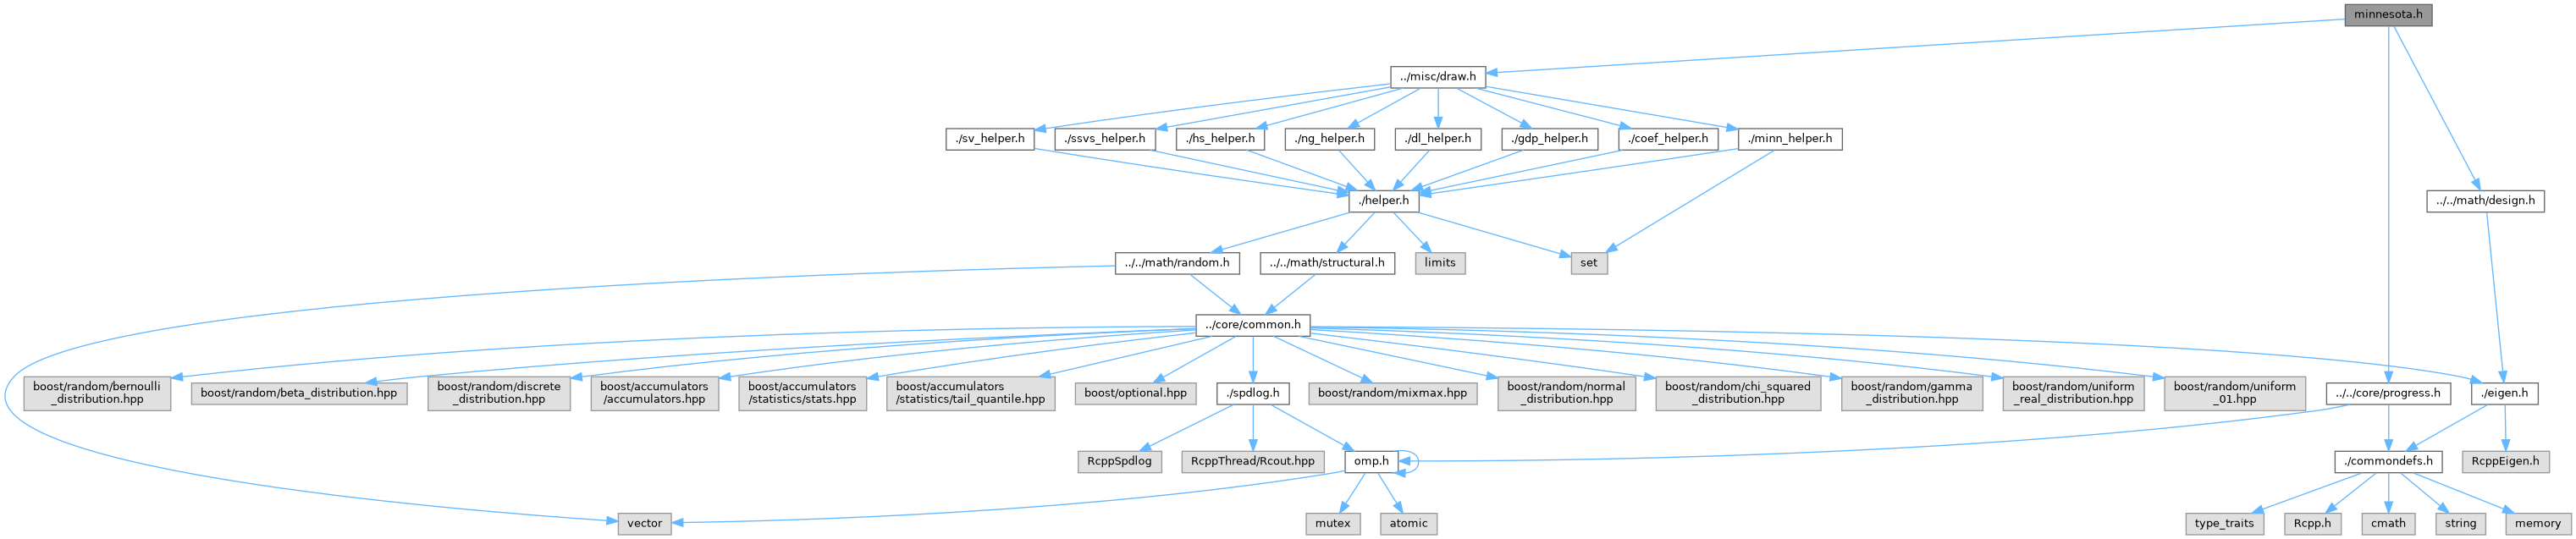 minnesota.h
../misc/draw.h
./sv_helper.h
./ssvs_helper.h
./hs_helper.h
./ng_helper.h
./dl_helper.h
./gdp_helper.h
./coef_helper.h
./minn_helper.h
./helper.h
../../math/design.h
../../math/random.h
../../math/structural.h
limits
set
../core/common.h
boost/random/bernoulli
_distribution.hpp
boost/random/beta_distribution.hpp
boost/random/discrete
_distribution.hpp
boost/accumulators
/accumulators.hpp
boost/accumulators
/statistics/stats.hpp
boost/accumulators
/statistics/tail_quantile.hpp
boost/optional.hpp
./spdlog.h
boost/random/mixmax.hpp
boost/random/normal
_distribution.hpp
boost/random/chi_squared
_distribution.hpp
boost/random/gamma
_distribution.hpp
boost/random/uniform
_real_distribution.hpp
boost/random/uniform
_01.hpp
../../core/progress.h
./eigen.h
RcppSpdlog
RcppThread/Rcout.hpp
omp.h
./commondefs.h
RcppEigen.h
vector
mutex
atomic
type_traits
Rcpp.h
cmath
string
memory